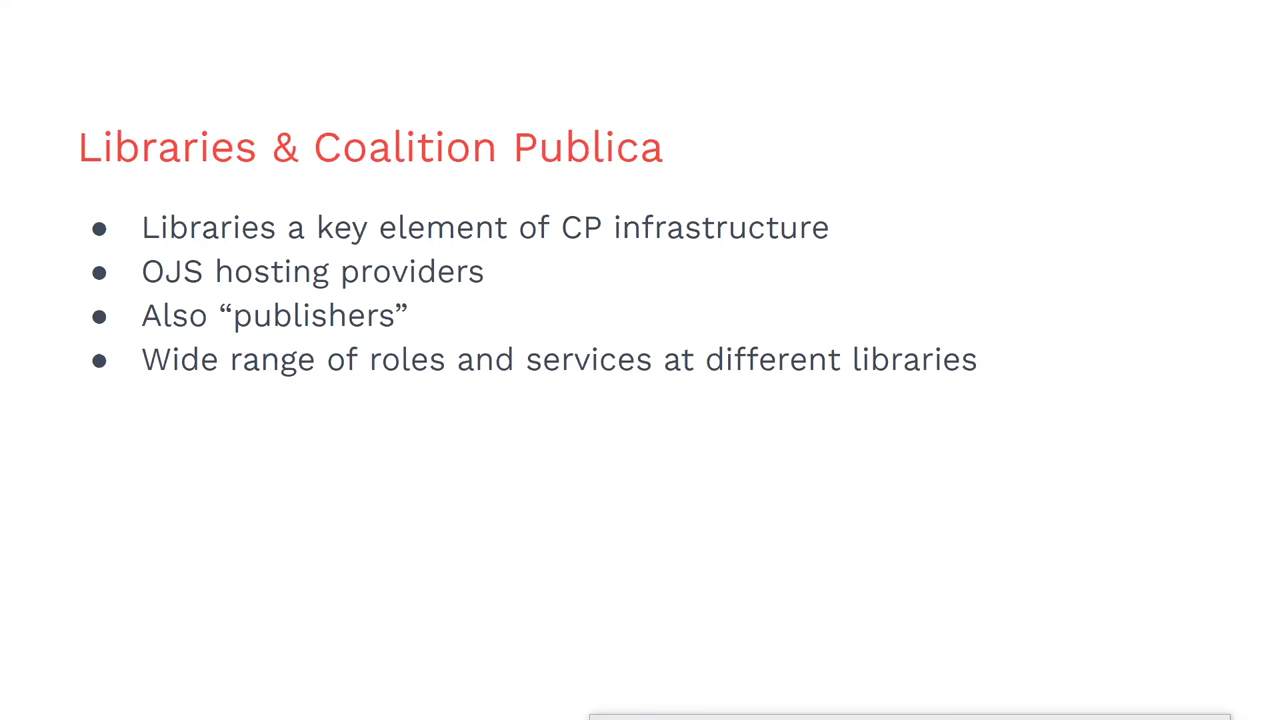 Libraries & Coalition Publica
● Libraries a key element of CP infrastructure
● OJS hosting providers
● Also “publishers”
● Wide range of roles and services at different libraries